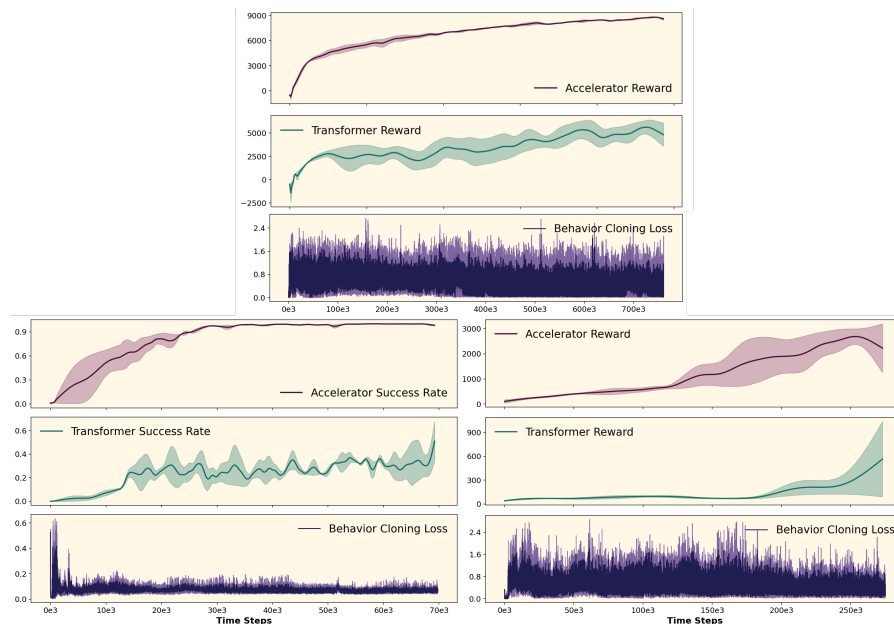 9000
6000
3000
0
Accelerator Reward
Transformer Reward
5000
2500
0
−2500
Behavior Cloning Loss
2.4
1.6
0.8
0.0
0e3 100e3 200e3 300e3 400e3 500e3 600e3 700e3
0.9
0.6
0.3
0.0
Accelerator Success Rate
Transformer Success Rate
0.6
0.4
0.2
0.0
Behavior Cloning Loss
0.6
0.4
0.2
0.0
0e3 10e3 20e3 30e3 40e3 50e3 60e3 70e3
Time Steps
Accelerator Reward
3000
2000
1000
0
Transformer Reward
900
600
300
0
Behavior Cloning Loss
2.4
1.6
0.8
0.0
0e3 50e3 100e3 150e3 200e3 250e3
Time Steps